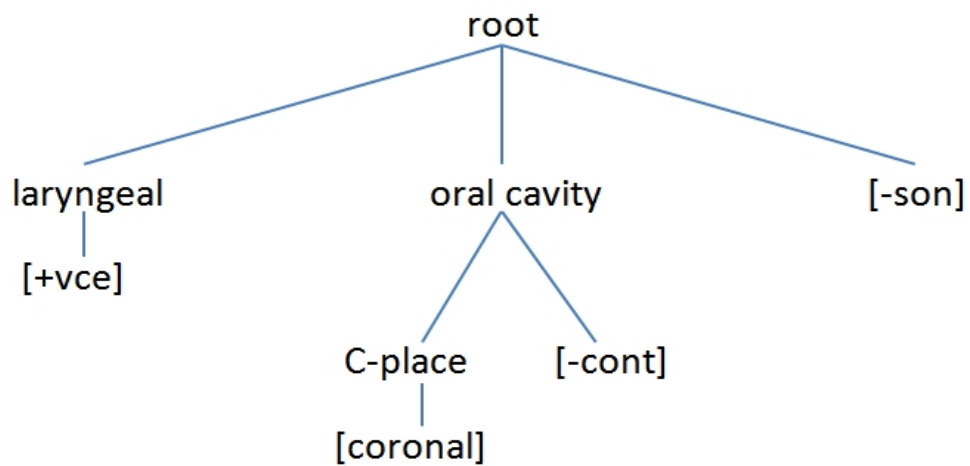 root
laryngeal
oral cavity
[-son]
[+vce]
C-place
[-cont]
[coronal]